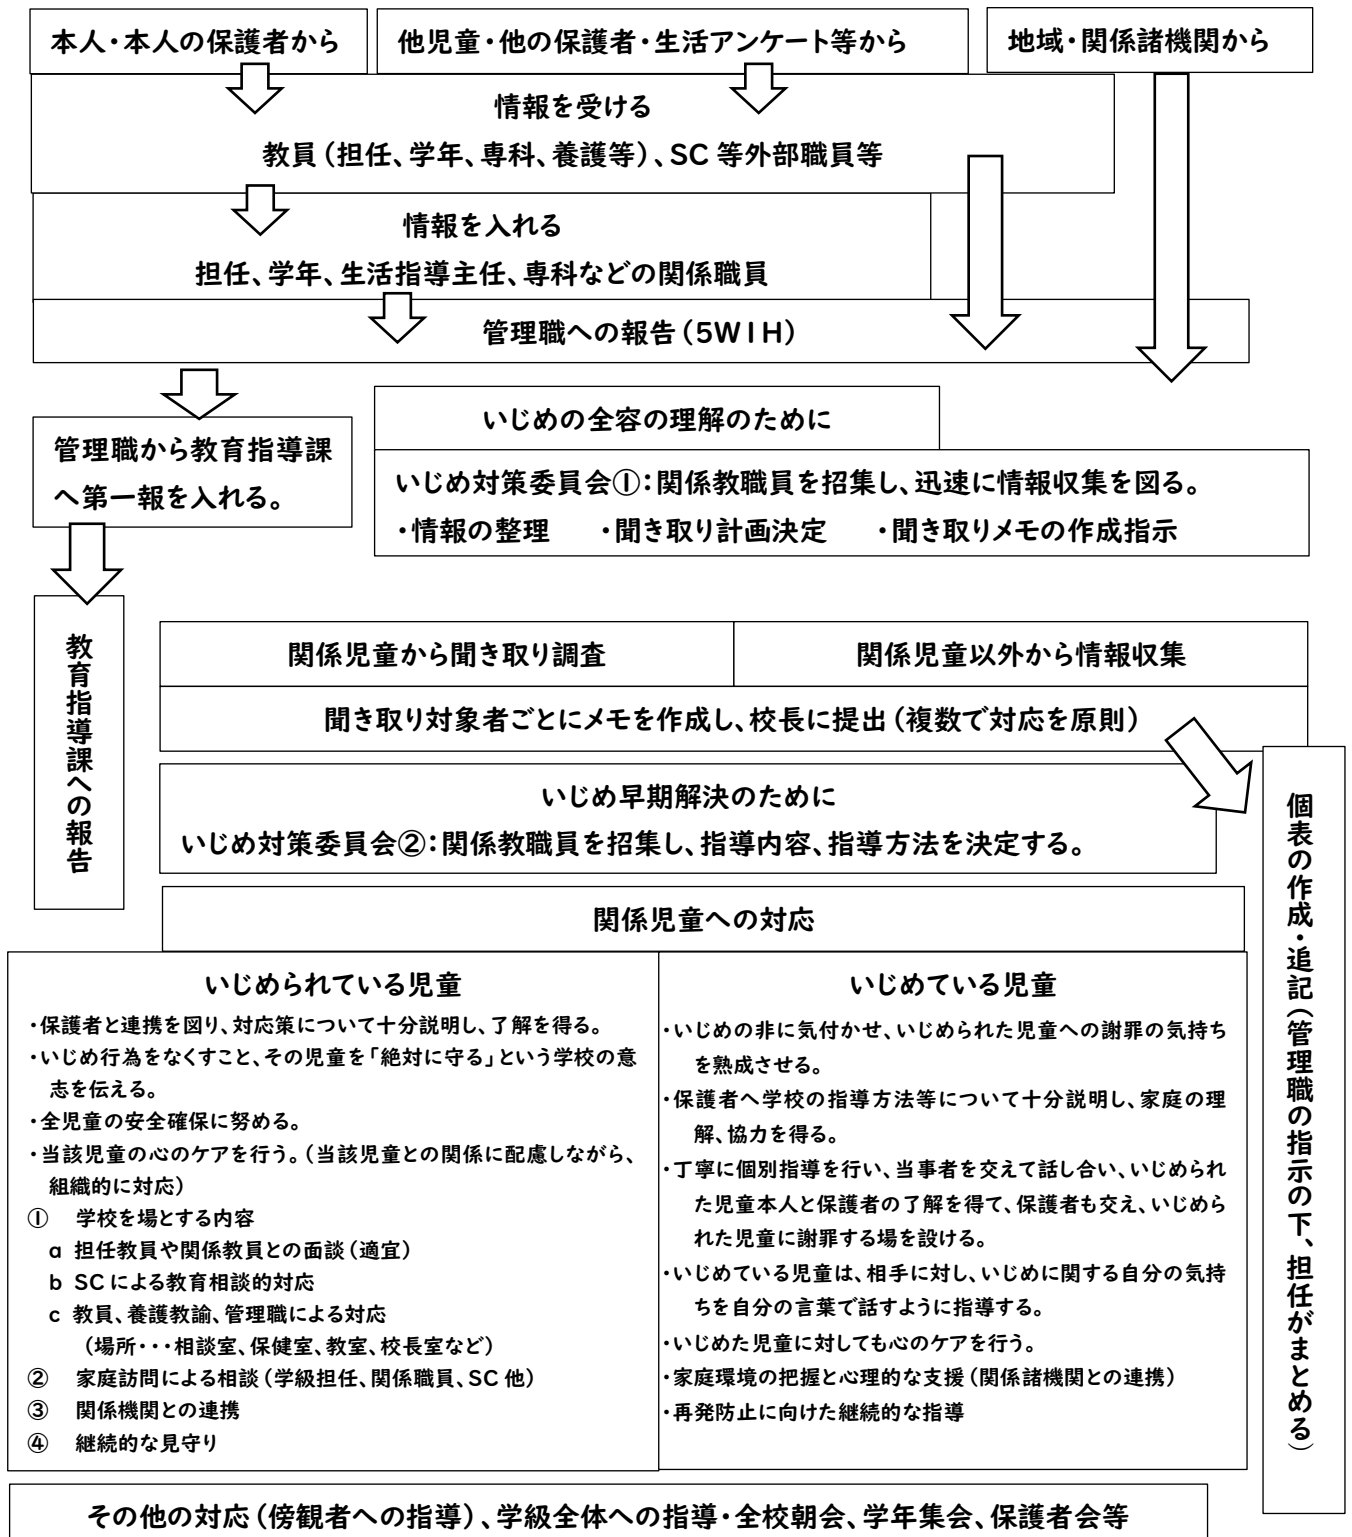 本人・本人の保護者から
他児童・他の保護者・生活アンケート等から
地域・関係諸機関から
情報を受ける
教員（担任、学年、専科、養護等）、SC 等外部職員等
情報を入れる
担任、学年、生活指導主任、専科などの関係職員
管理職への報告（5W1H）
管理職から教育指導課
へ第一報を入れる。
いじめの全容の理解のために
いじめ対策委員会①：関係教職員を招集し、迅速に情報収集を図る。
・情報の整理　・聞き取り計画決定　・聞き取りメモの作成指示
教育指導課への報告
関係児童から聞き取り調査
関係児童以外から情報収集
聞き取り対象者ごとにメモを作成し、校長に提出（複数で対応を原則）
いじめ早期解決のために
いじめ対策委員会②：関係教職員を招集し、指導内容、指導方法を決定する。
個表の作成・追記（管理職の指示の下、担任がまとめる）
関係児童への対応
いじめられている児童
・保護者と連携を図り、対応策について十分説明し、了解を得る。
・いじめ行為をなくすこと、その児童を「絶対に守る」という学校の意
志を伝える。
・全児童の安全確保に努める。
・当該児童の心のケアを行う。（当該児童との関係に配慮しながら、
組織的に対応）
①　学校を場とする内容
a 担任教員や関係教員との面談（適宜）
b SC による教育相談的対応
c 教員、養護教諭、管理職による対応
（場所・・・相談室、保健室、教室、校長室など）
②　家庭訪問による相談（学級担任、関係職員、SC 他）
③　関係機関との連携
④　継続的な見守り
いじめている児童
・いじめの非に気付かせ、いじめられた児童への謝罪の気持ち
を熟成させる。
・保護者へ学校の指導方法等について十分説明し、家庭の理
解、協力を得る。
・丁寧に個別指導を行い、当事者を交えて話し合い、いじめられ
た児童本人と保護者の了解を得て、保護者も交え、いじめら
れた児童に謝罪する場を設ける。
・いじめている児童は、相手に対し、いじめに関する自分の気持
ちを自分の言葉で話すように指導する。
・いじめた児童に対しても心のケアを行う。
・家庭環境の把握と心理的な支援（関係諸機関との連携）
・再発防止に向けた継続的な指導
その他の対応（傍観者への指導）、学級全体への指導・全校朝会、学年集会、保護者会等